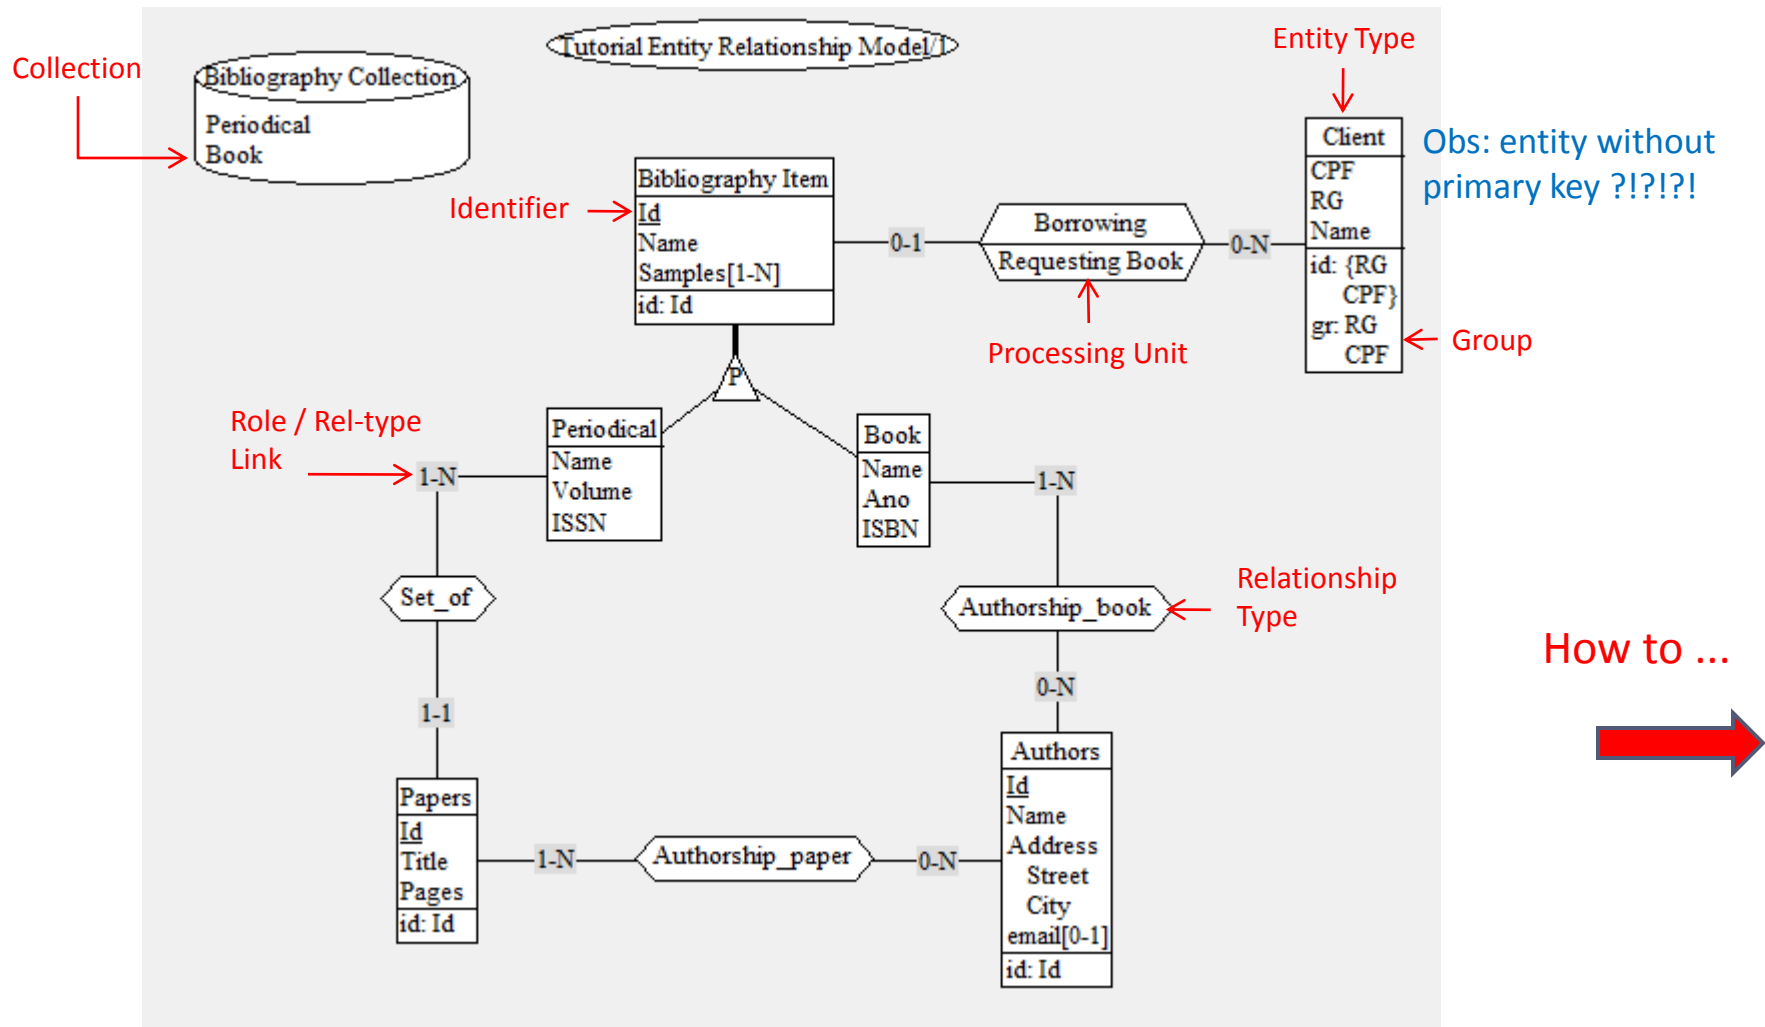 Tutorial Entity Relationship Model/1
Entity Type
Collection
Bibliography Collection
Periodical
Book
Client
CPF
RG
Name
id: {RG
CPF}
gr: RG
CPF
Obs: entity without
primary key ?!?!?!
Group
Identifier
Bibliography Item
Id
Name
Samples[1-N]
id: Id
0-1
Borrowing
Requesting Book
0-N
Processing Unit
P
Role / Rel-type
Link
1-N
Periodical
Name
Volume
ISSN
Book
Name
Ano
ISBN
1-N
Set_of
Authorship_book
Relationship
Type
How to ...
1-1
0-N
Papers
Id
Title
Pages
id: Id
1-N
Authorship_paper
0-N
Authors
Id
Name
Address
Street
City
email[0-1]
id: Id